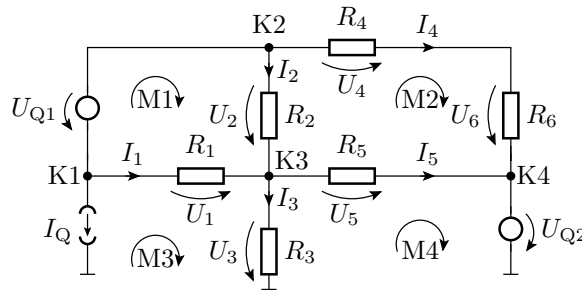 K2 R4 I4
I2 U4
UQ1 M1 U2 R2 M2 U6 R6
K1 I1 R1 K3 R5 I5 K4
IQ U1 I3 U5
M3 U3 R3 M4 UQ2